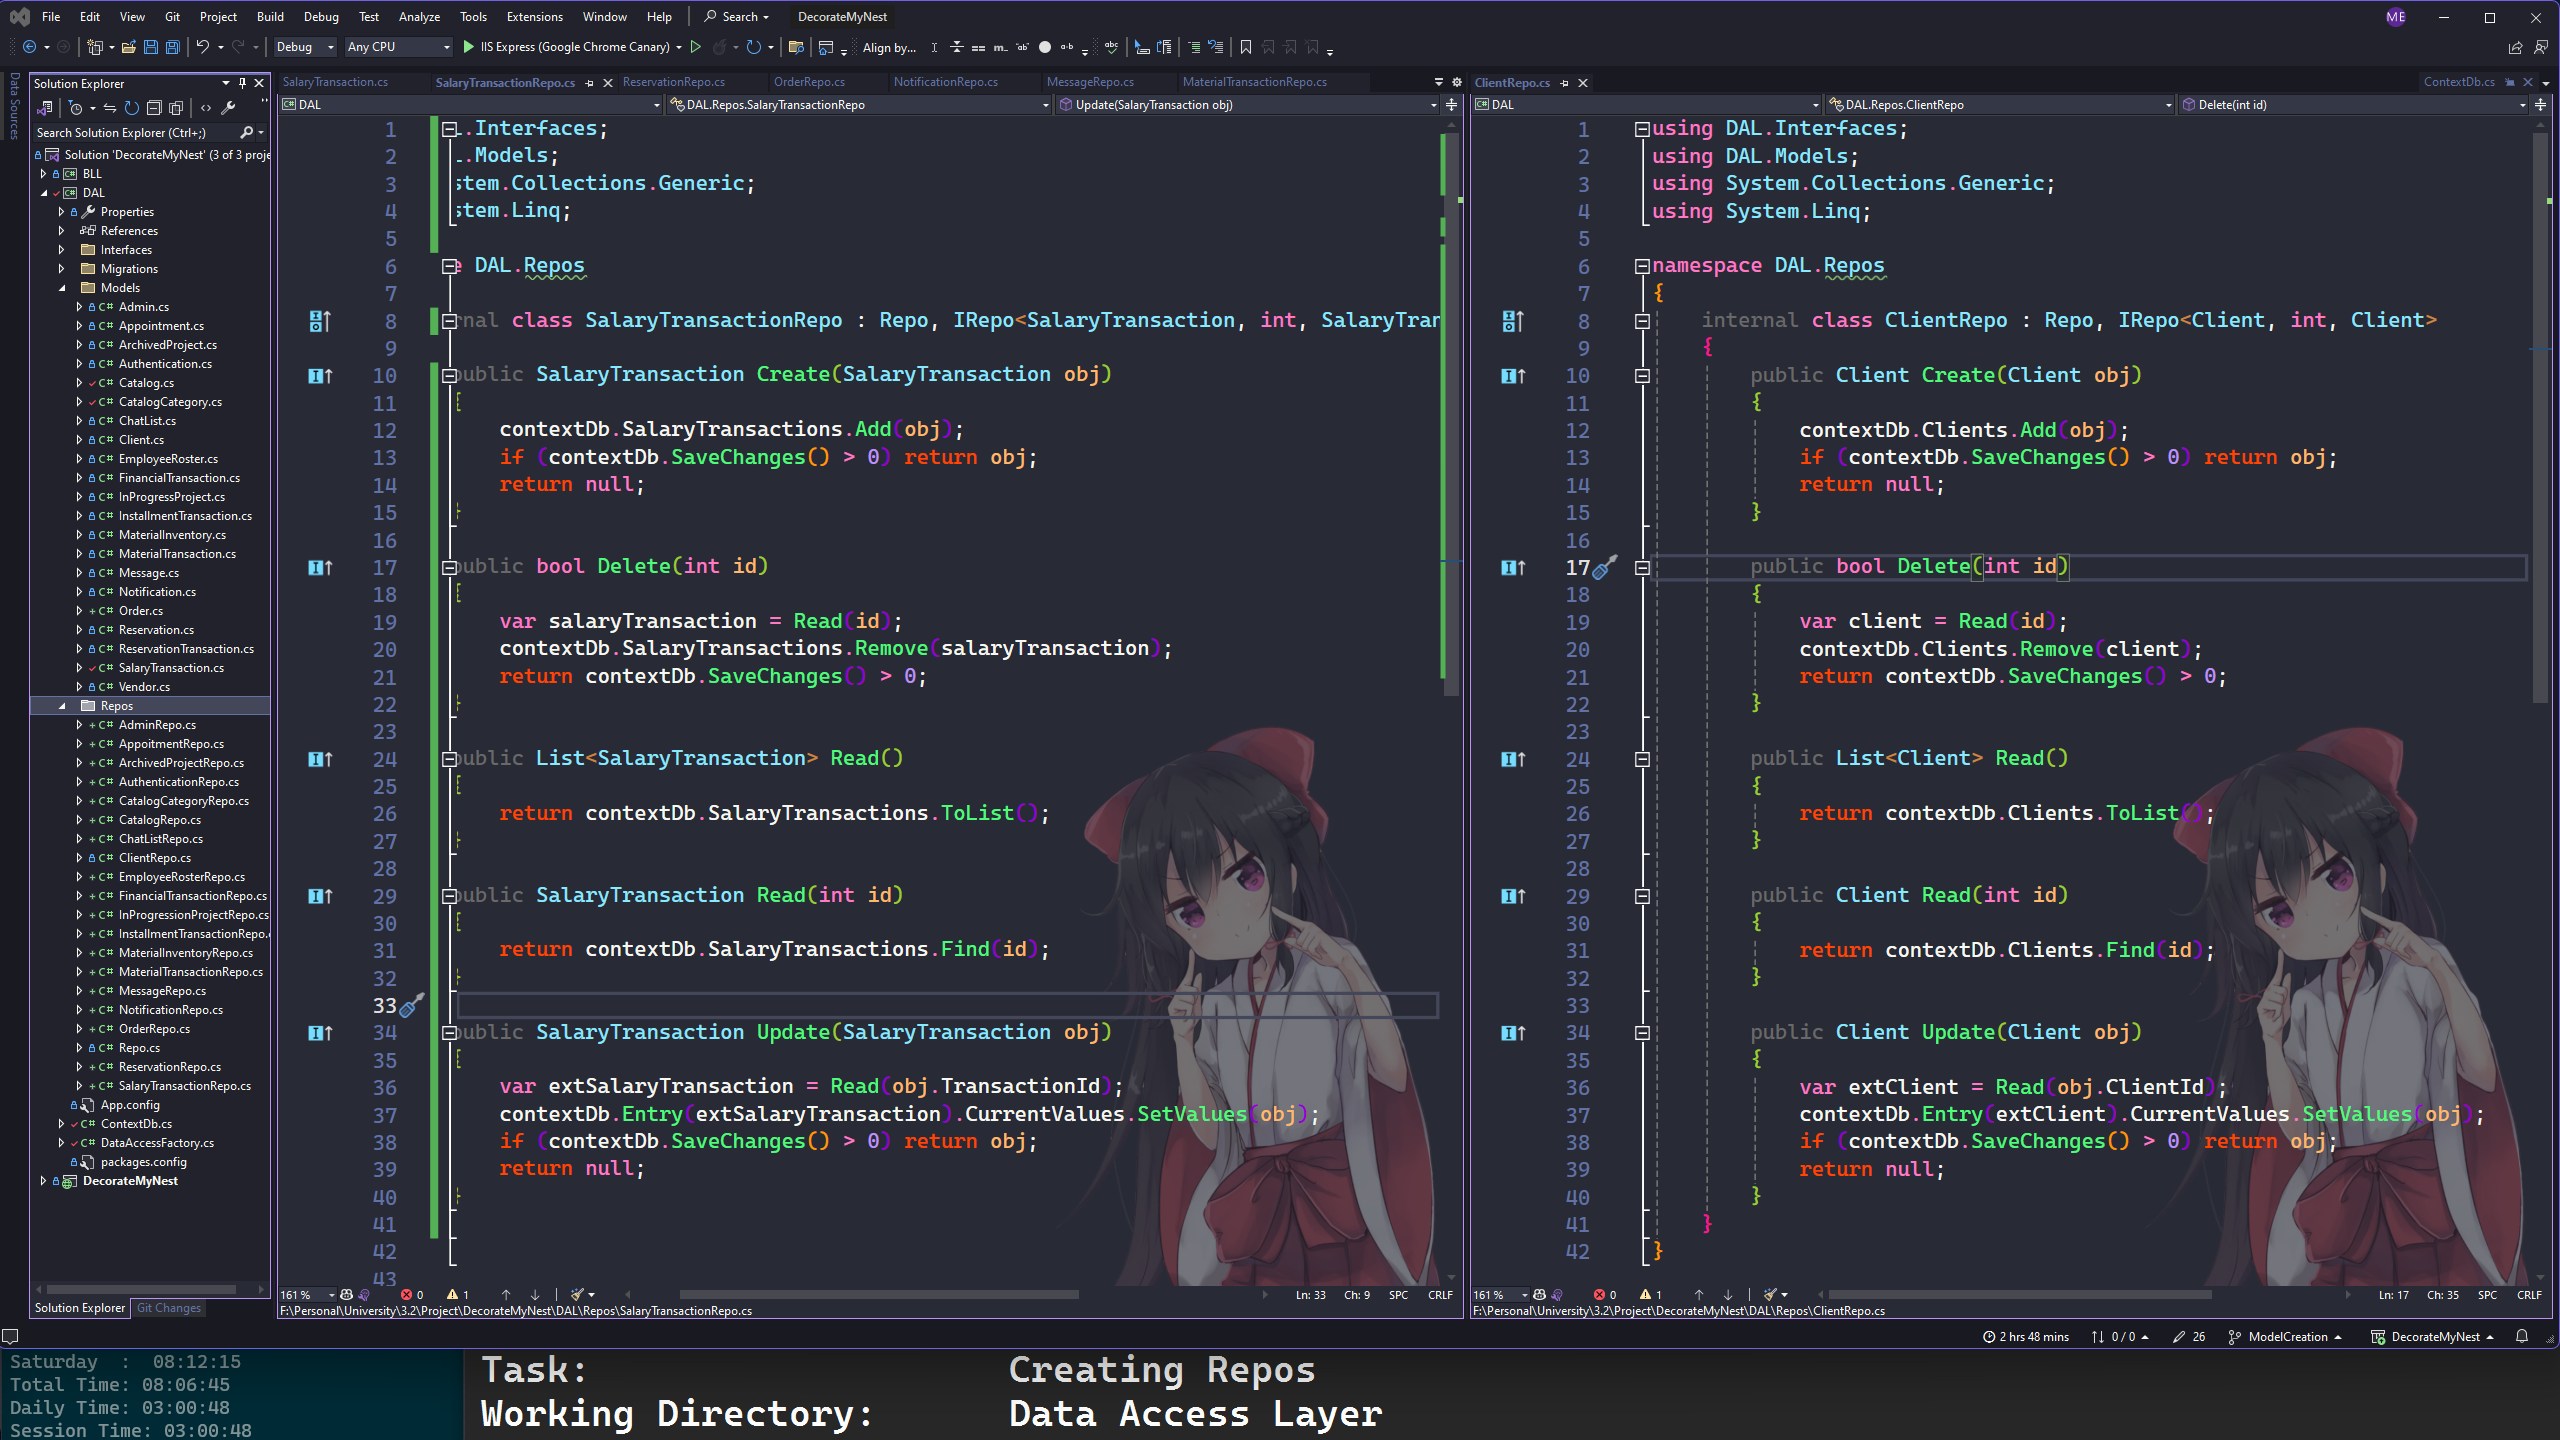 File Edit View Git Project Build Debug Test Analyze Tools Extensions Window Help Search DecorateMyNest ME
Debug Any CPU IIS Express (Google Chrome Canary) Align by...
Data Sources
Solution Explorer
Search Solution Explorer (Ctrl+;)
Solution 'DecorateMyNest' (3 of 3 proje
BLL
DAL
Properties
References
Interfaces
Migrations
Models
Admin.cs
Appointment.cs
ArchivedProject.cs
Authentication.cs
Catalog.cs
CatalogCategory.cs
ChatList.cs
Client.cs
EmployeeRoster.cs
FinancialTransaction.cs
InProgressProject.cs
InstallmentTransaction.cs
MaterialInventory.cs
MaterialTransaction.cs
Message.cs
Notification.cs
Order.cs
Reservation.cs
ReservationTransaction.cs
SalaryTransaction.cs
Vendor.cs
Repos
AdminRepo.cs
AppoitmentRepo.cs
ArchivedProjectRepo.cs
AuthenticationRepo.cs
CatalogCategoryRepo.cs
CatalogRepo.cs
ChatListRepo.cs
ClientRepo.cs
EmployeeRosterRepo.cs
FinancialTransactionRepo.cs
InProgressionProjectRepo.cs
InstallmentTransactionRepo.
MaterialInventoryRepo.cs
MaterialTransactionRepo.cs
MessageRepo.cs
NotificationRepo.cs
OrderRepo.cs
Repo.cs
ReservationRepo.cs
SalaryTransactionRepo.cs
App.config
ContextDb.cs
DataAccessFactory.cs
packages.config
DecorateMyNest
Solution Explorer Git Changes
SalaryTransaction.cs SalaryTransactionRepo.cs ReservationRepo.cs OrderRepo.cs NotificationRepo.cs MessageRepo.cs MaterialTransactionRepo.cs
DAL DAL.Repos.SalaryTransactionRepo Update(SalaryTransaction obj)
1 .Interfaces;
2 .Models;
3 stem.Collections.Generic;
4 stem.Linq;
5
6 e DAL.Repos
7
8 rnal class SalaryTransactionRepo : Repo, IRepo<SalaryTransaction, int, SalaryTran
9
10 public SalaryTransaction Create(SalaryTransaction obj)
11 {
12 contextDb.SalaryTransactions.Add(obj);
13 if (contextDb.SaveChanges() > 0) return obj;
14 return null;
15 }
16
17 public bool Delete(int id)
18 {
19 var salaryTransaction = Read(id);
20 contextDb.SalaryTransactions.Remove(salaryTransaction);
21 return contextDb.SaveChanges() > 0;
22 }
23
24 public List<SalaryTransaction> Read()
25 {
26 return contextDb.SalaryTransactions.ToList();
27 }
28
29 public SalaryTransaction Read(int id)
30 {
31 return contextDb.SalaryTransactions.Find(id);
32 }
33
34 public SalaryTransaction Update(SalaryTransaction obj)
35 {
36 var extSalaryTransaction = Read(obj.TransactionId);
37 contextDb.Entry(extSalaryTransaction).CurrentValues.SetValues(obj);
38 if (contextDb.SaveChanges() > 0) return obj;
39 return null;
40 }
41
42
43
161 % 0 1 Ln: 33 Ch: 9 SPC CRLF
F:\Personal\University\3.2\Project\DecorateMyNest\DAL\Repos\SalaryTransactionRepo.cs
ClientRepo.cs ContextDb.cs
DAL DAL.Repos.ClientRepo Delete(int id)
1 using DAL.Interfaces;
2 using DAL.Models;
3 using System.Collections.Generic;
4 using System.Linq;
5
6 namespace DAL.Repos
7 {
8 internal class ClientRepo : Repo, IRepo<Client, int, Client>
9 {
10 public Client Create(Client obj)
11 {
12 contextDb.Clients.Add(obj);
13 if (contextDb.SaveChanges() > 0) return obj;
14 return null;
15 }
16
17 public bool Delete(int id)
18 {
19 var client = Read(id);
20 contextDb.Clients.Remove(client);
21 return contextDb.SaveChanges() > 0;
22 }
23
24 public List<Client> Read()
25 {
26 return contextDb.Clients.ToList();
27 }
28
29 public Client Read(int id)
30 {
31 return contextDb.Clients.Find(id);
32 }
33
34 public Client Update(Client obj)
35 {
36 var extClient = Read(obj.ClientId);
37 contextDb.Entry(extClient).CurrentValues.SetValues(obj);
38 if (contextDb.SaveChanges() > 0) return obj;
39 return null;
40 }
41 }
42 }
161 % 0 1 Ln: 17 Ch: 35 SPC CRLF
F:\Personal\University\3.2\Project\DecorateMyNest\DAL\Repos\ClientRepo.cs
2 hrs 48 mins 0 / 0 26 ModelCreation DecorateMyNest
Saturday : 08:12:15
Total Time: 08:06:45
Daily Time: 03:00:48
Session Time: 03:00:48
Task: Creating Repos
Working Directory: Data Access Layer